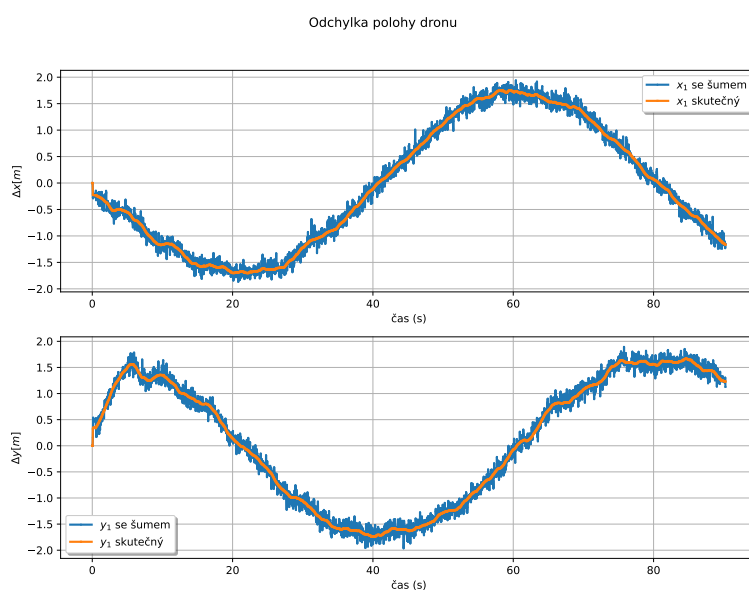 Odchylka polohy dronu
2.0
1.5
1.0
0.5
0.0
−0.5
−1.0
−1.5
−2.0
Δx[m]
x₁ se šumem
x₁ skutečný
0 20 40 60 80
čas (s)
2.0
1.5
1.0
0.5
0.0
−0.5
−1.0
−1.5
−2.0
Δy[m]
y₁ se šumem
y₁ skutečný
0 20 40 60 80
čas (s)